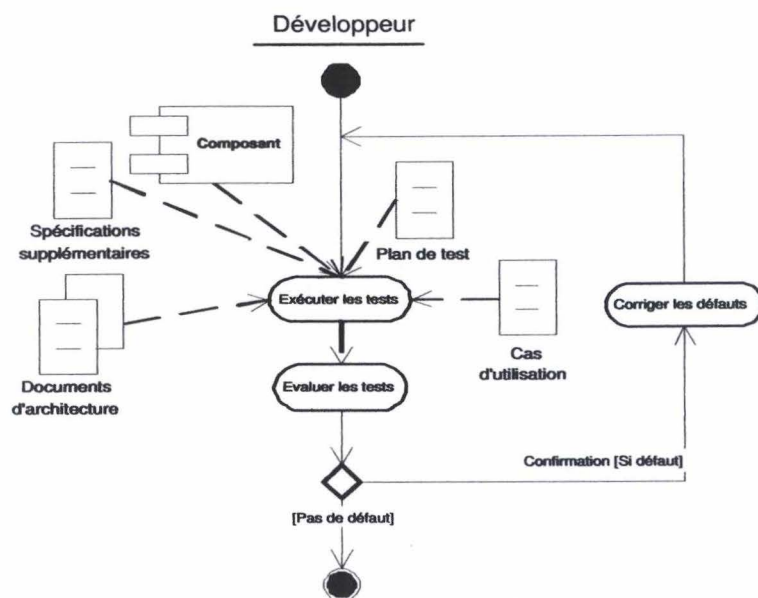 Développeur
Composant
Spécifications
supplémentaires
Plan de test
Exécuter les tests
Corriger les défauts
Documents
d'architecture
Cas
d'utilisation
Evaluer les tests
Confirmation [Si défaut]
[Pas de défaut]